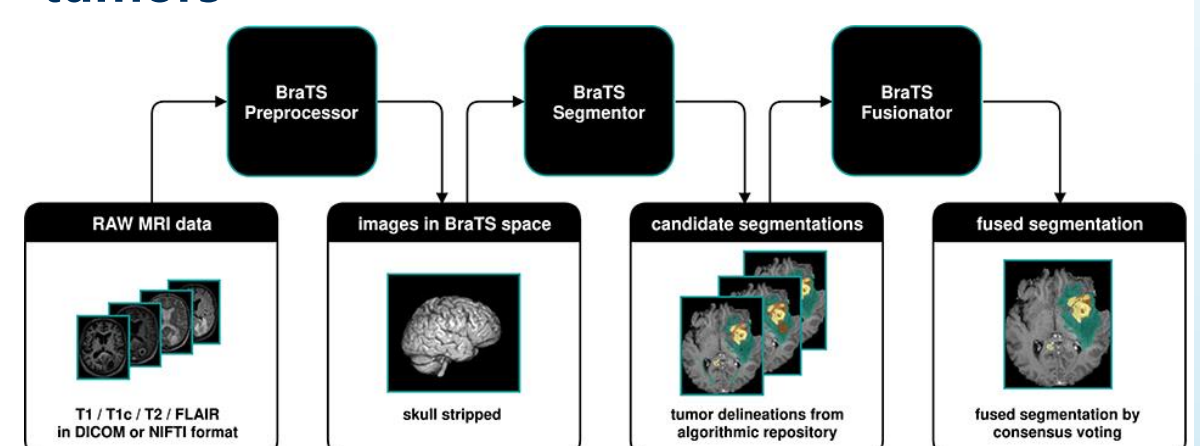 tumors
BraTS
Preprocessor
BraTS
Segmentor
BraTS
Fusionator
RAW MRI data
images in BraTS space
candidate segmentations
fused segmentation
T1 / T1c / T2 / FLAIR
in DICOM or NIFTI format
skull stripped
tumor delineations from
algorithmic repository
fused segmentation by
consensus voting